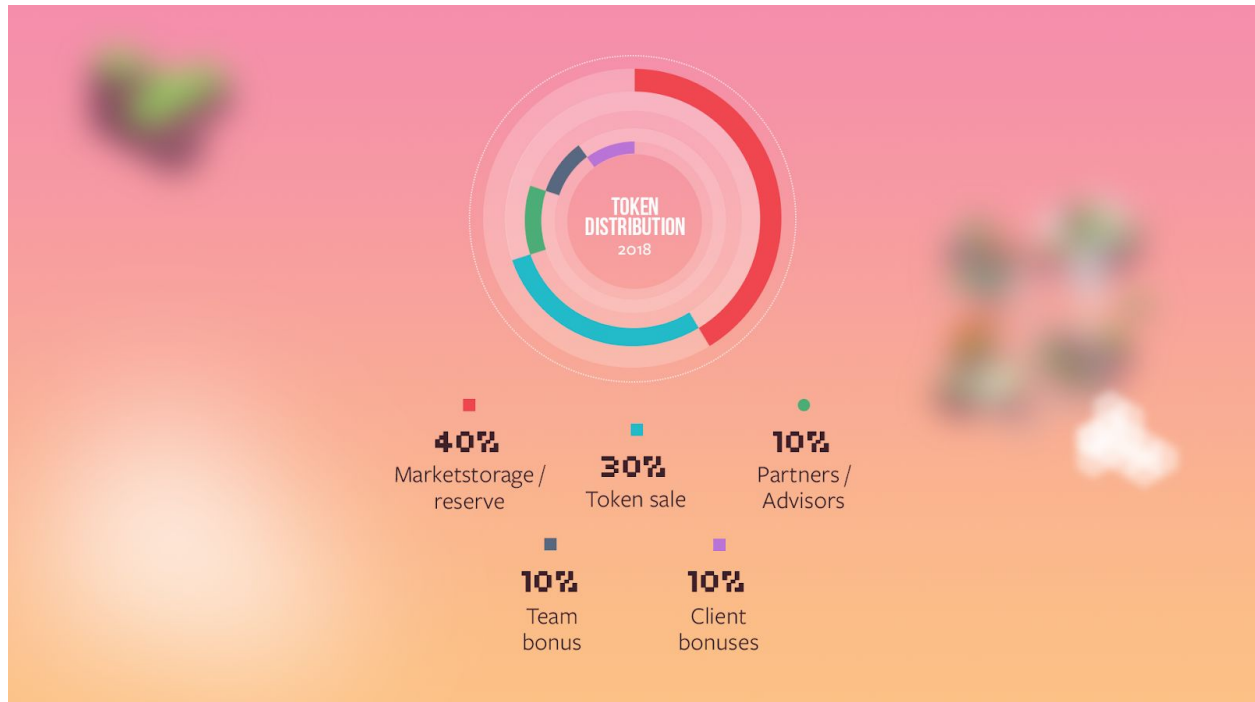 TOKEN
DISTRIBUTION
2018
40%
Marketstorage /
reserve
30%
Token sale
10%
Partners /
Advisors
10%
Team
bonus
10%
Client
bonuses